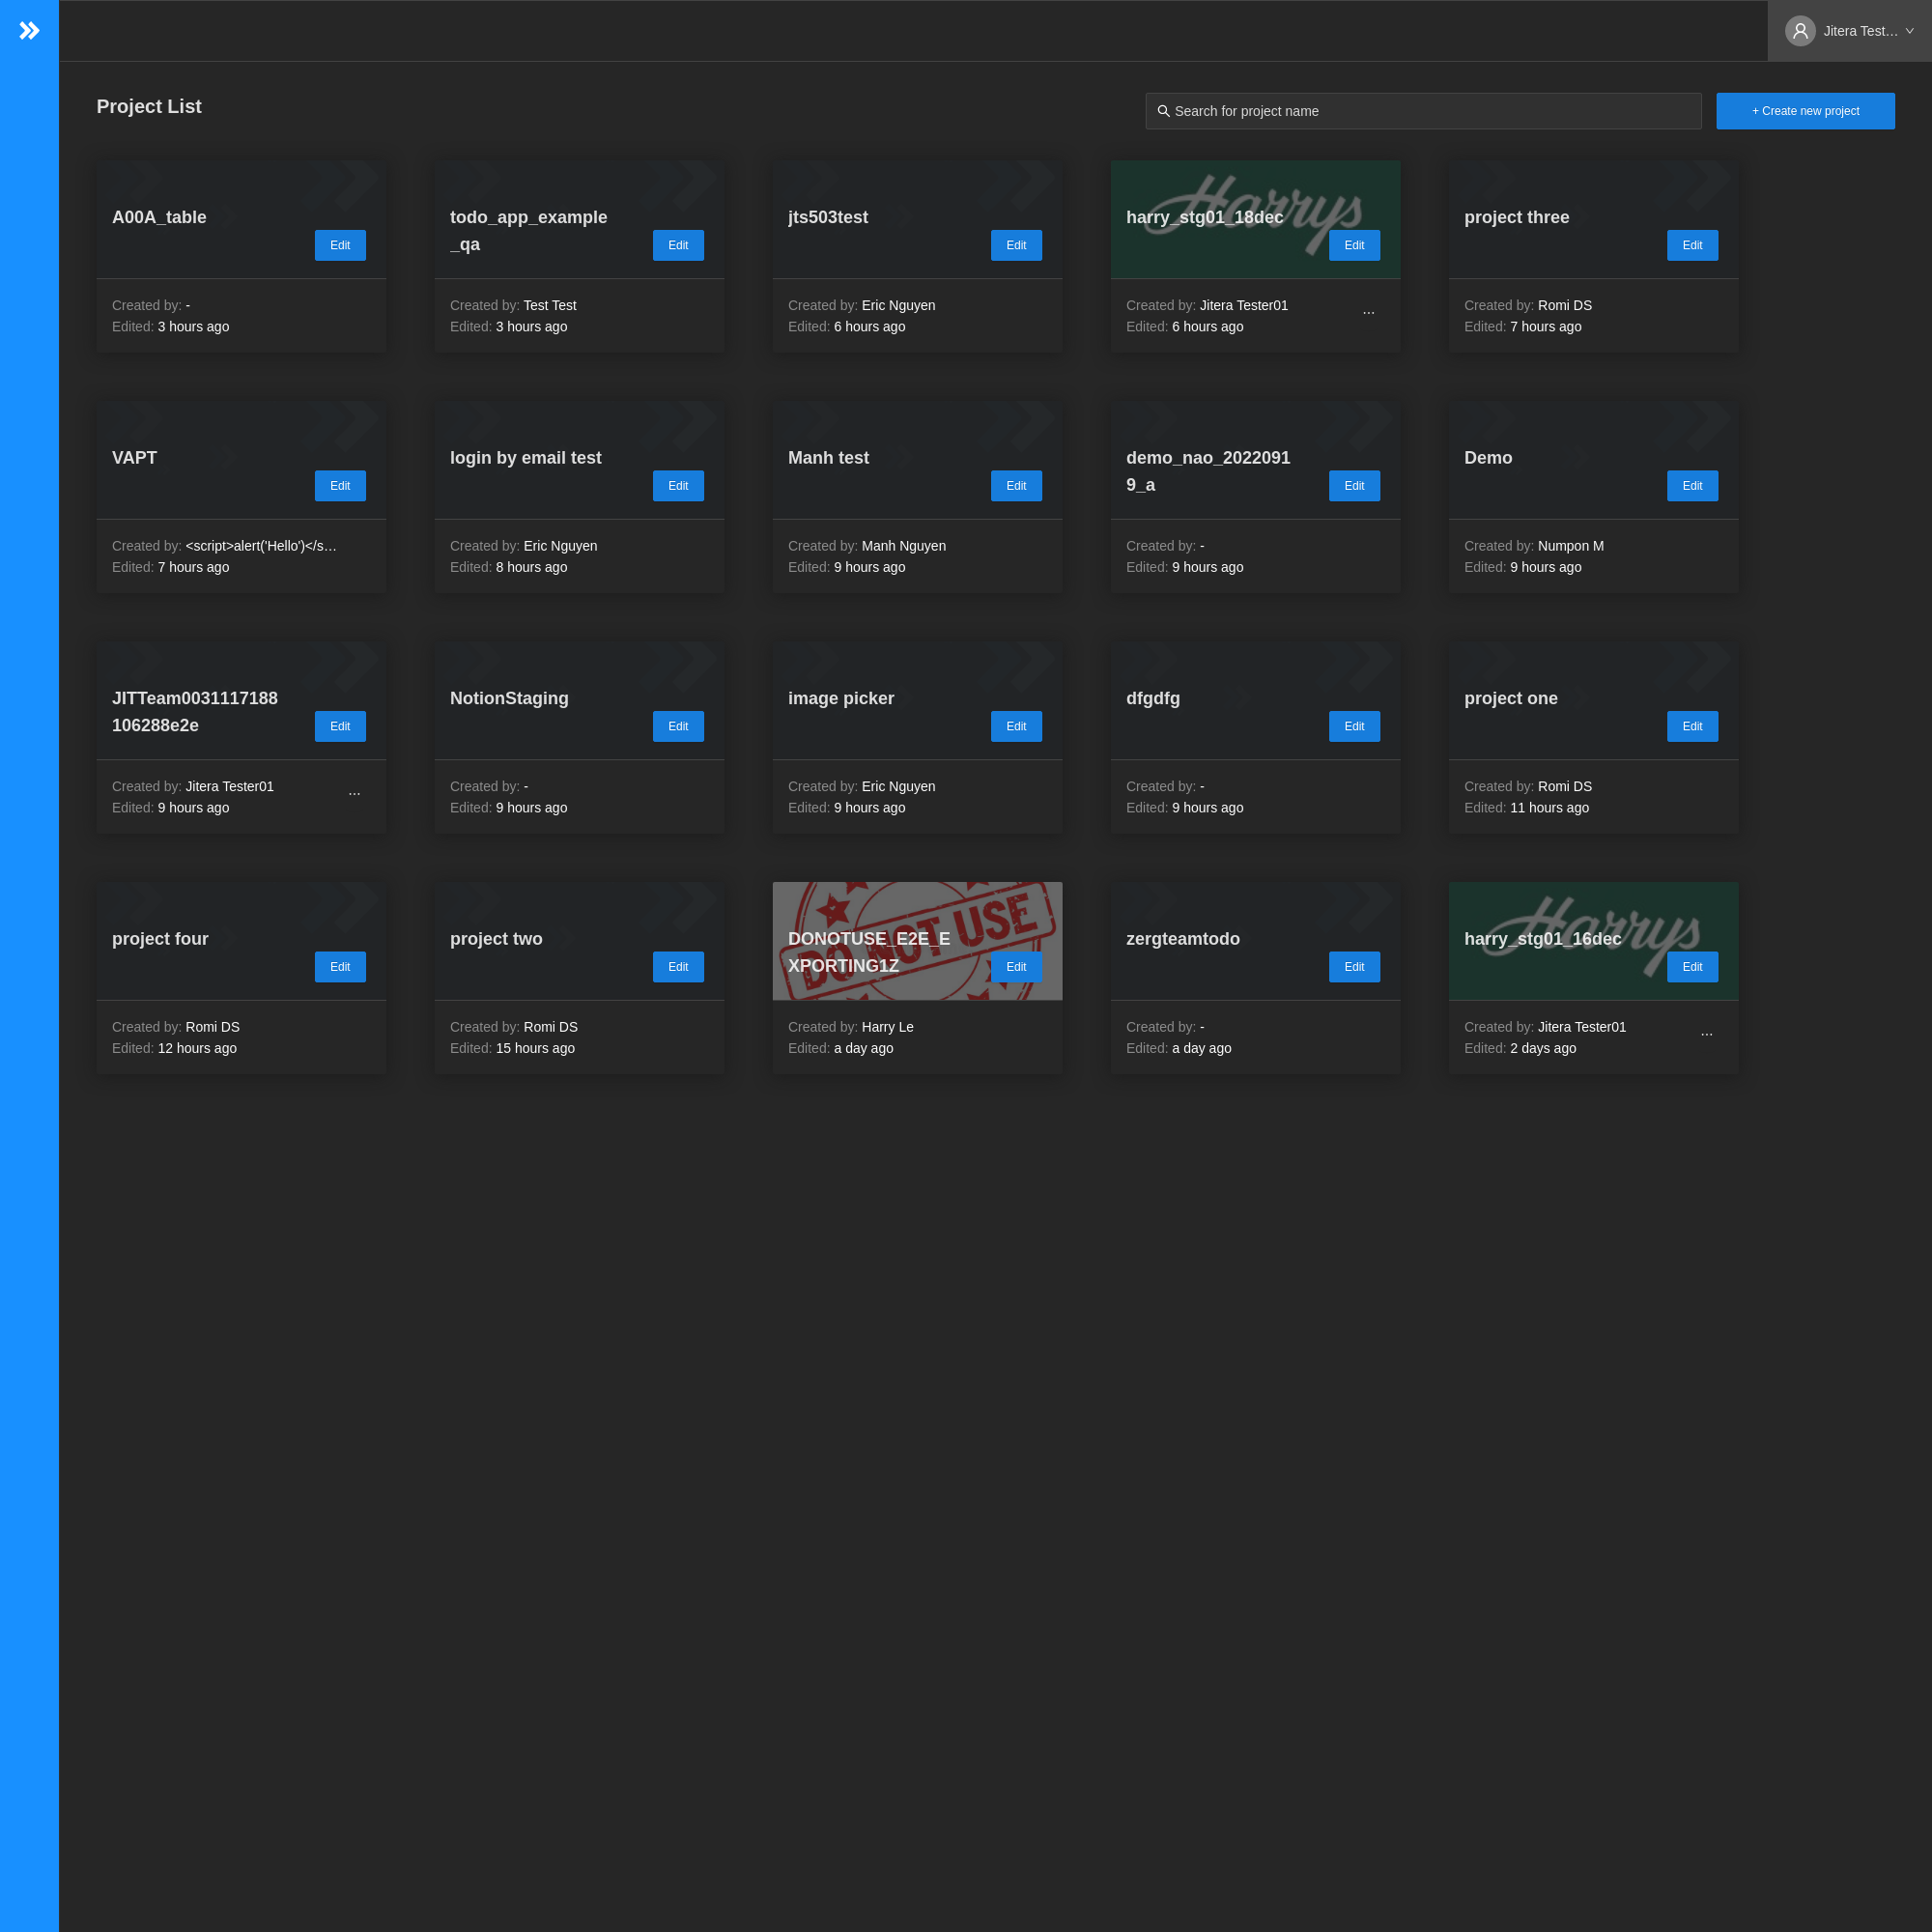 Jitera Test…
Project List
Search for project name
+ Create new project
A00A_table
Edit
Created by: -
Edited: 3 hours ago
todo_app_example
_qa
Edit
Created by: Test Test
Edited: 3 hours ago
jts503test
Edit
Created by: Eric Nguyen
Edited: 6 hours ago
Harrys
harry_stg01_18dec
Edit
Created by: Jitera Tester01
...
Edited: 6 hours ago
project three
Edit
Created by: Romi DS
Edited: 7 hours ago
VAPT
Edit
Created by: <script>alert('Hello')</s…
Edited: 7 hours ago
login by email test
Edit
Created by: Eric Nguyen
Edited: 8 hours ago
Manh test
Edit
Created by: Manh Nguyen
Edited: 9 hours ago
demo_nao_2022091
9_a
Edit
Created by: -
Edited: 9 hours ago
Demo
Edit
Created by: Numpon M
Edited: 9 hours ago
JITTeam0031117188
106288e2e
Edit
Created by: Jitera Tester01
...
Edited: 9 hours ago
NotionStaging
Edit
Created by: -
Edited: 9 hours ago
image picker
Edit
Created by: Eric Nguyen
Edited: 9 hours ago
dfgdfg
Edit
Created by: -
Edited: 9 hours ago
project one
Edit
Created by: Romi DS
Edited: 11 hours ago
project four
Edit
Created by: Romi DS
Edited: 12 hours ago
project two
Edit
Created by: Romi DS
Edited: 15 hours ago
DO NOT USE
DONOTUSE_E2E_E
XPORTING1Z
Edit
Created by: Harry Le
Edited: a day ago
zergteamtodo
Edit
Created by: -
Edited: a day ago
Harrys
harry_stg01_16dec
Edit
Created by: Jitera Tester01
...
Edited: 2 days ago